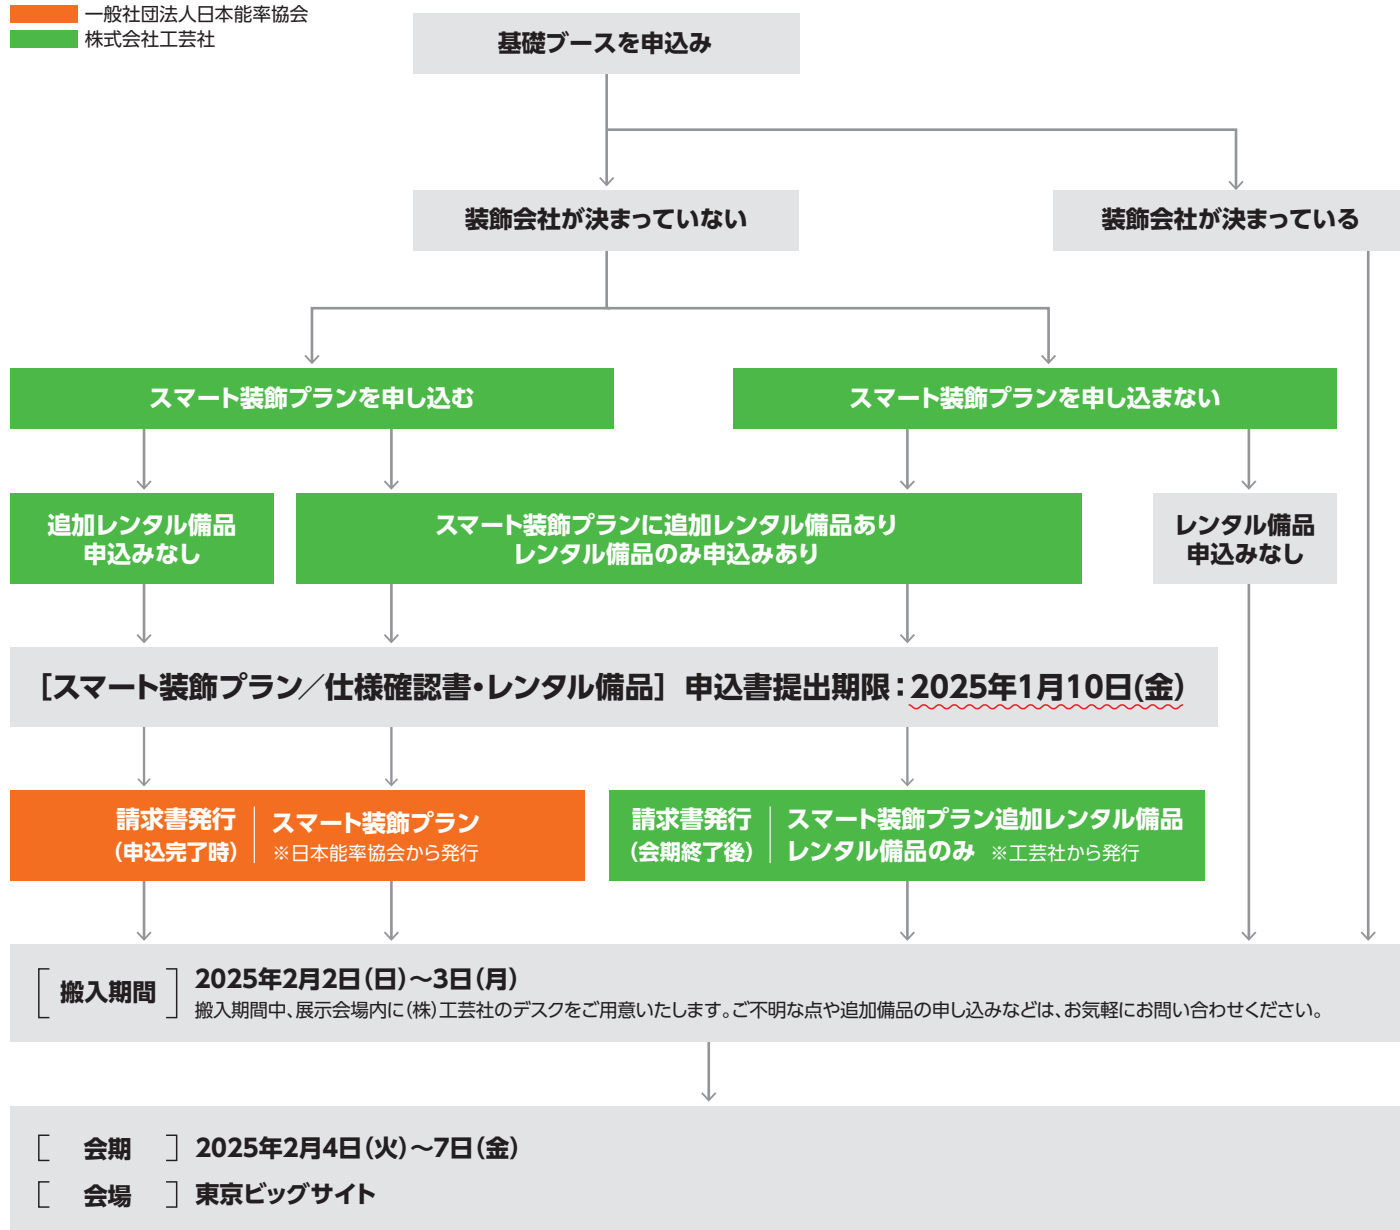 一般社団法人日本能率協会
株式会社工芸社
基礎ブースを申込み
装飾会社が決まっていない
装飾会社が決まっている
スマート装飾プランを申し込む
スマート装飾プランを申し込まない
追加レンタル備品
申込みなし
スマート装飾プランに追加レンタル備品あり
レンタル備品のみ申込みあり
レンタル備品
申込みなし
[スマート装飾プラン／仕様確認書・レンタル備品] 申込書提出期限：2025年1月10日(金)
請求書発行
(申込完了時)
スマート装飾プラン
※日本能率協会から発行
請求書発行
(会期終了後)
スマート装飾プラン追加レンタル備品
レンタル備品のみ ※工芸社から発行
[搬入期間] 2025年2月2日(日)～3日(月)
搬入期間中、展示会場内に(株)工芸社のデスクをご用意いたします。ご不明な点や追加備品の申し込みなどは、お気軽にお問い合わせください。
[会期] 2025年2月4日(火)～7日(金)
[会場] 東京ビッグサイト